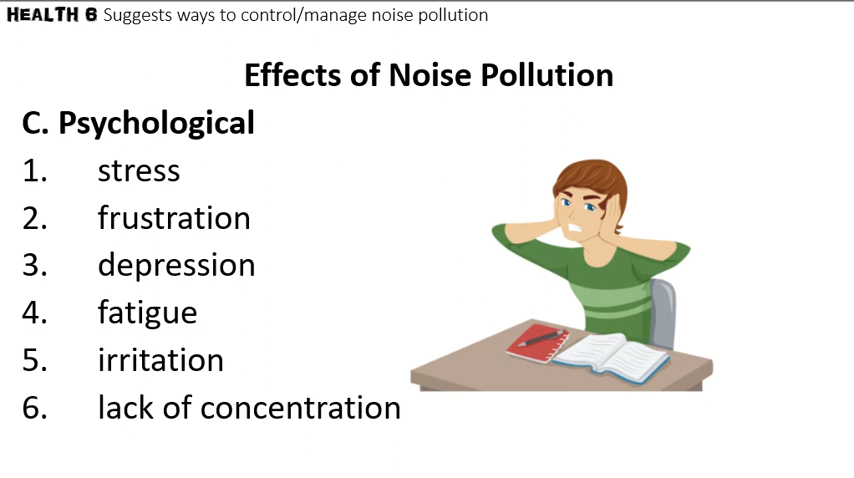 HEALTH 6 Suggests ways to control/manage noise pollution
Effects of Noise Pollution
C. Psychological
1. stress
2. frustration
3. depression
4. fatigue
5. irritation
6. lack of concentration